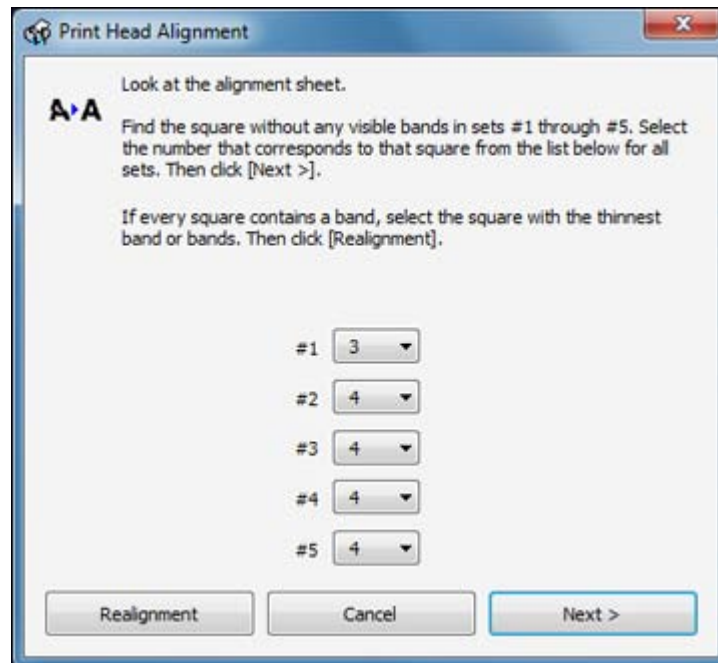 Print Head Alignment
Look at the alignment sheet.
A A
Find the square without any visible bands in sets #1 through #5. Select
the number that corresponds to that square from the list below for all
sets. Then click [Next >].
If every square contains a band, select the square with the thinnest
band or bands. Then click [Realignment].
#1 3
#2 4
#3 4
#4 4
#5 4
Realignment Cancel Next >